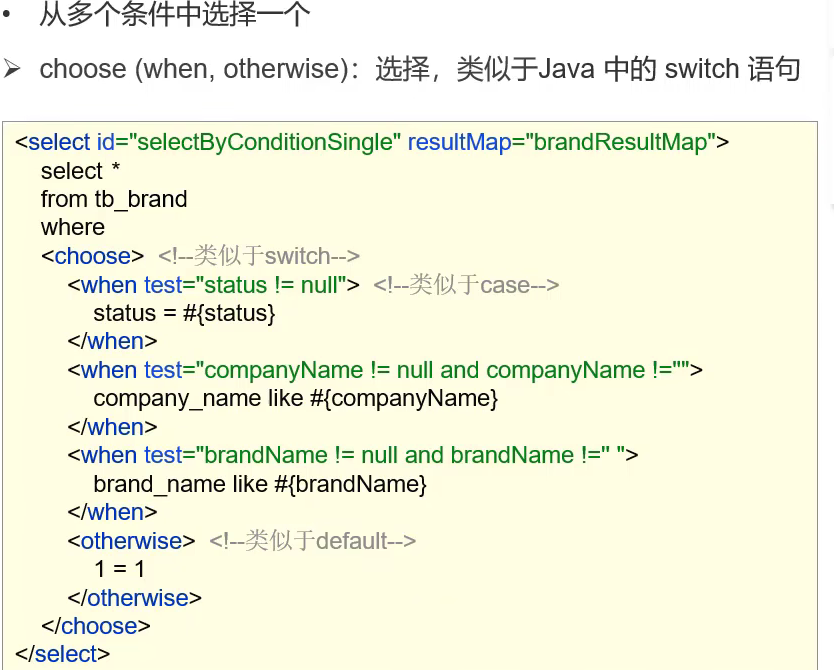 • 从多个条件中选择一个
➢ choose (when, otherwise)：选择，类似于Java 中的 switch 语句
<select id="selectByConditionSingle" resultMap="brandResultMap">
select *
from tb_brand
where
<choose> <!--类似于switch-->
<when test="status != null"> <!--类似于case-->
status = #{status}
</when>
<when test="companyName != null and companyName !=''">
company_name like #{companyName}
</when>
<when test="brandName != null and brandName !='' ">
brand_name like #{brandName}
</when>
<otherwise> <!--类似于default-->
1 = 1
</otherwise>
</choose>
</select>